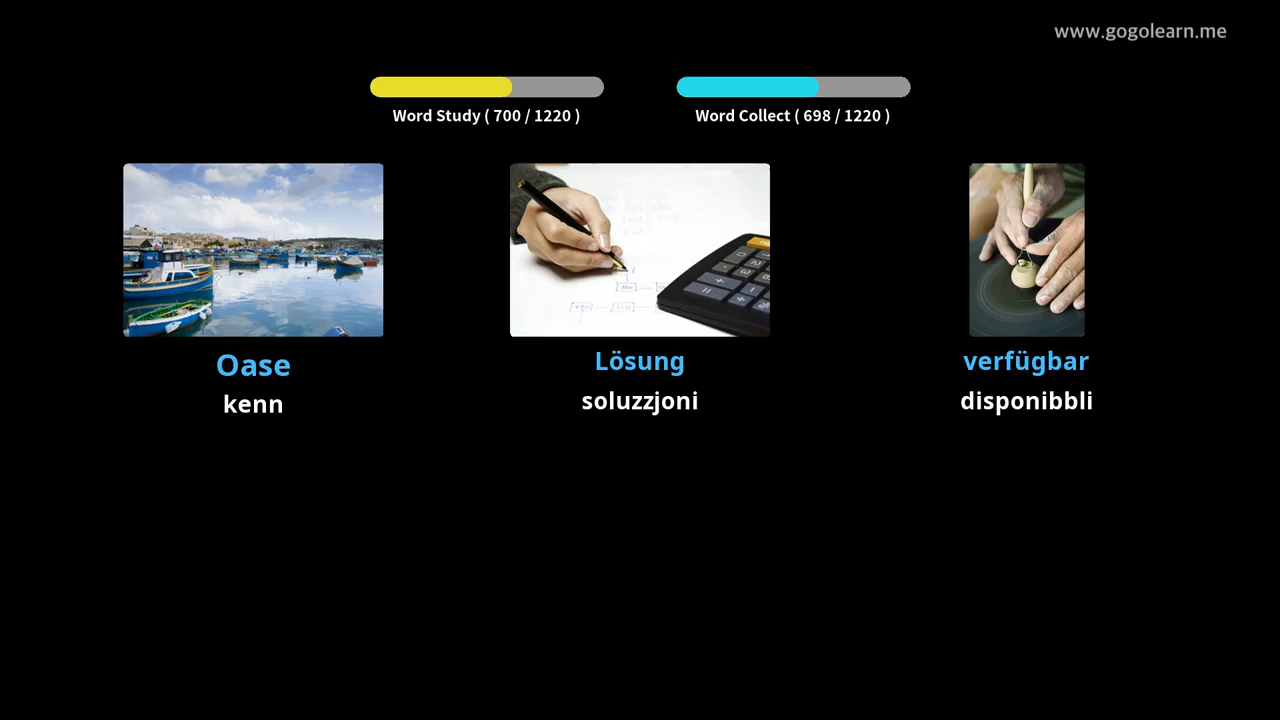 www.gogolearn.me
Word Study ( 700 / 1220 )
Word Collect ( 698 / 1220 )
Oase
kenn
Lösung
soluzzjoni
verfügbar
disponibbli